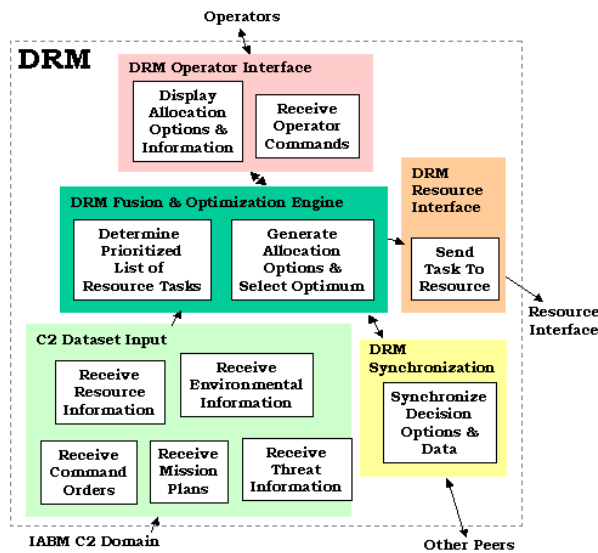 Operators
DRM
DRM Operator Interface
Display
Allocation
Options &
Information
Receive
Operator
Commands
DRM
Resource
Interface
Send
Task To
Resource
Resource
Interface
DRM Fusion & Optimization Engine
Determine
Prioritized
List of
Resource Tasks
Generate
Allocation
Options &
Select Optimum
C2 Dataset Input
Receive
Resource
Information
Receive
Environmental
Information
Receive
Command
Orders
Receive
Mission
Plans
Receive
Threat
Information
DRM
Synchronization
Synchronize
Decision
Options &
Data
IABM C2 Domain
Other Peers